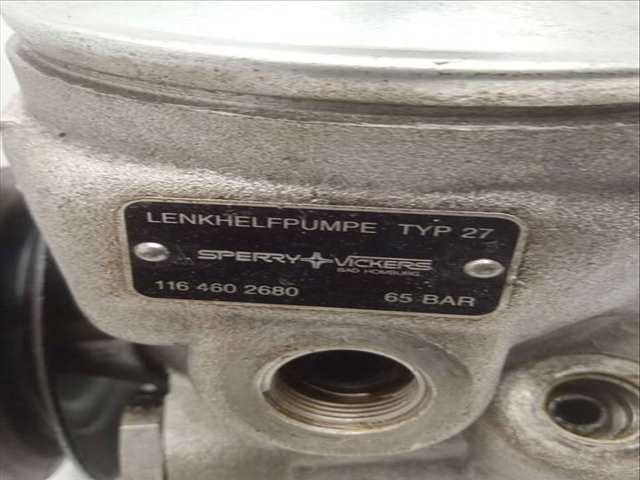 LENKHELFPUMPE TYP 27
SPERRY VICKERS
BAD HOMBURG
116 460 2680 65 BAR